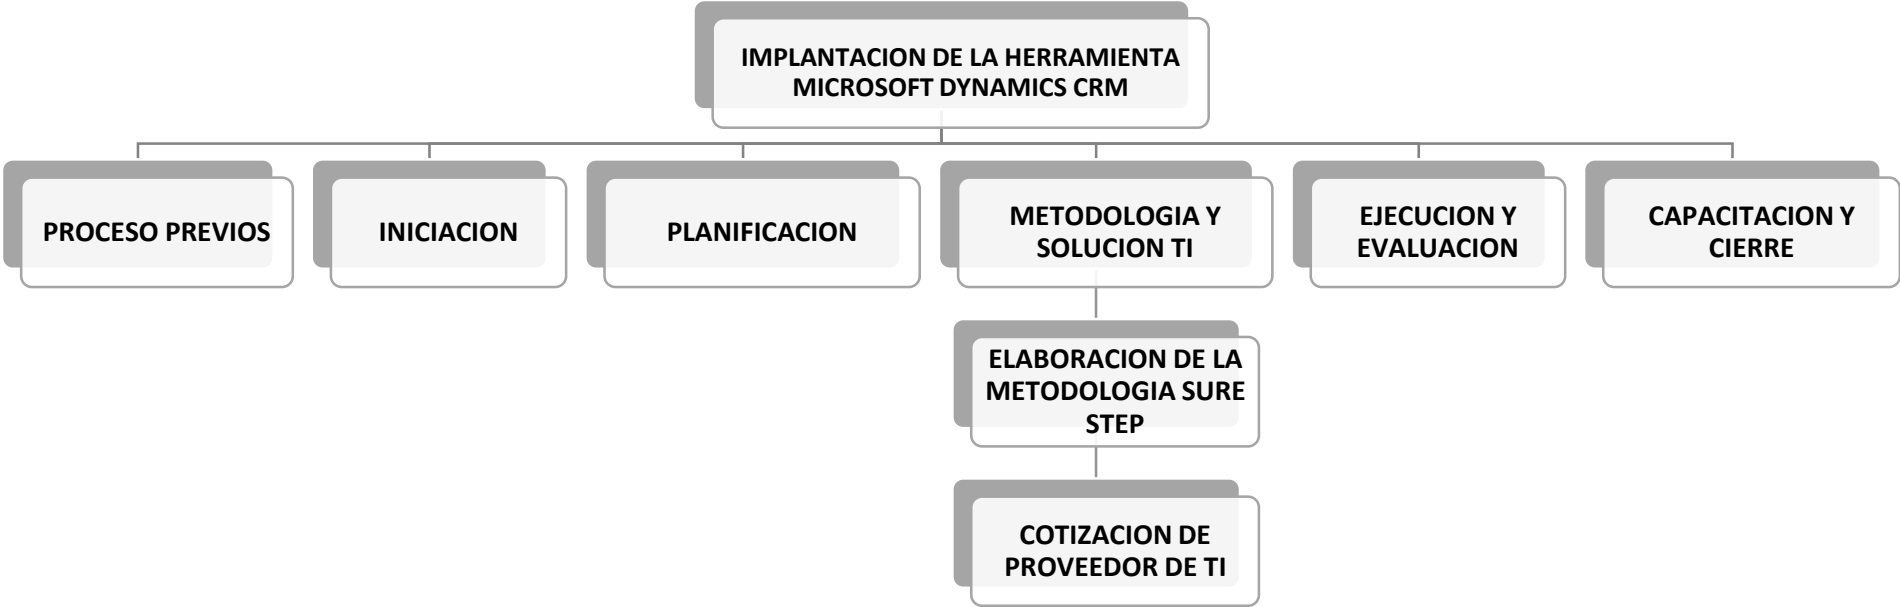 IMPLANTACION DE LA HERRAMIENTA
MICROSOFT DYNAMICS CRM
PROCESO PREVIOS
INICIACION
PLANIFICACION
METODOLOGIA Y
SOLUCION TI
EJECUCION Y
EVALUACION
CAPACITACION Y
CIERRE
ELABORACION DE LA
METODOLOGIA SURE
STEP
COTIZACION DE
PROVEEDOR DE TI